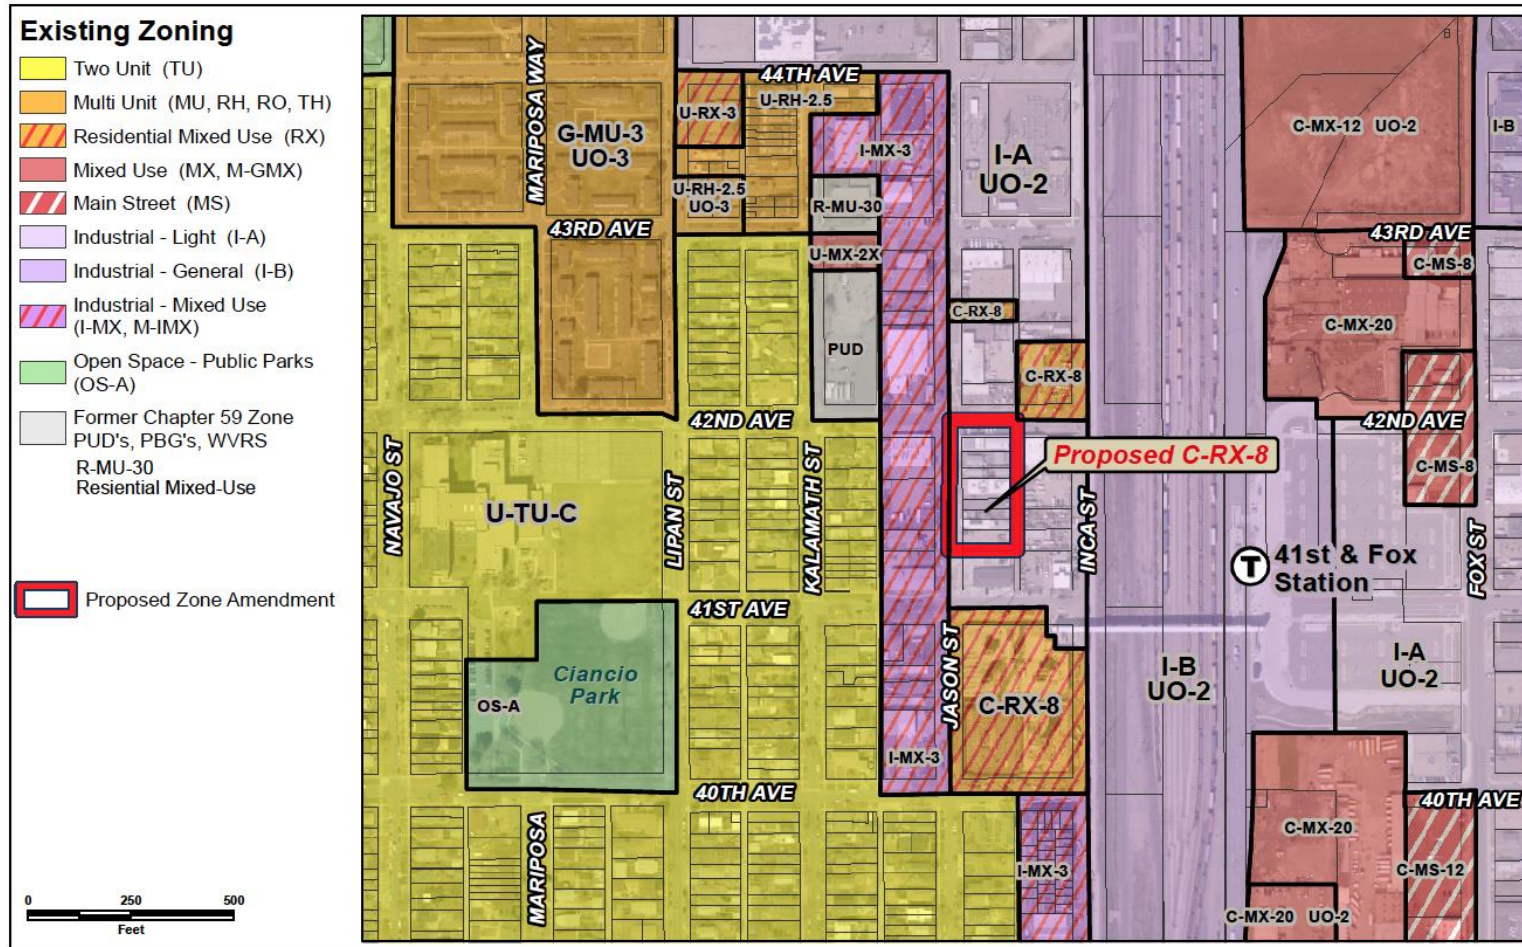 Existing Zoning
Two Unit (TU)
Multi Unit (MU, RH, RO, TH)
Residential Mixed Use (RX)
Mixed Use (MX, M-GMX)
Main Street (MS)
Industrial - Light (I-A)
Industrial - General (I-B)
Industrial - Mixed Use
(I-MX, M-IMX)
Open Space - Public Parks
(OS-A)
Former Chapter 59 Zone
PUD's, PBG's, WVRS
R-MU-30
Resiential Mixed-Use
Proposed Zone Amendment
0 250 500
Feet
MARIPOSA WAY
44TH AVE
U-RX-3
U-RH-2.5
G-MU-3
UO-3
I-MX-3
I-A
UO-2
C-MX-12 UO-2
I-B
U-RH-2.5
UO-3
R-MU-30
43RD AVE
43RD AVE
U-MX-2X
C-MS-8
C-RX-8
C-MX-20
PUD
C-RX-8
42ND AVE
42ND AVE
Proposed C-RX-8
C-MS-8
NAVAJO ST
U-TU-C
LIPAN ST
KALAMATH ST
INCA ST
T
41st & Fox
Station
FOX ST
41ST AVE
JASON ST
Ciancio
Park
OS-A
C-RX-8
I-B
UO-2
I-A
UO-2
I-MX-3
40TH AVE
40TH AVE
MARIPOSA
C-MX-20
I-MX-3
C-MS-12
C-MX-20 UO-2